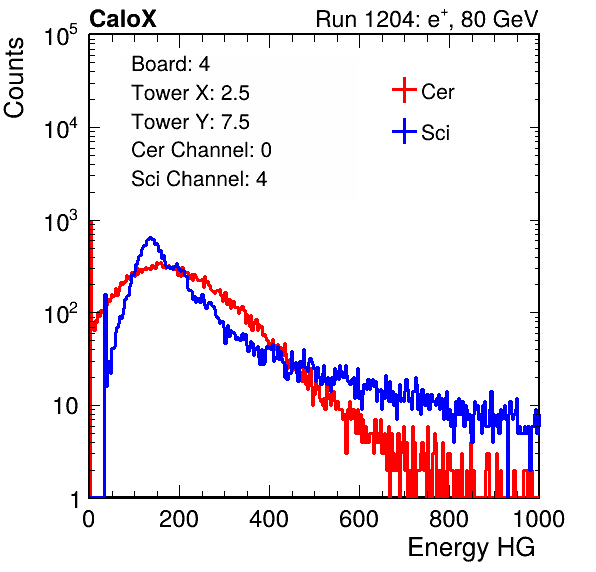 CaloX Run 1204: e⁺, 80 GeV
Counts
10⁵
10⁴
10³
10²
10
1
Board: 4
Tower X: 2.5
Tower Y: 7.5
Cer Channel: 0
Sci Channel: 4
Cer
Sci
0 200 400 600 800 1000
Energy HG